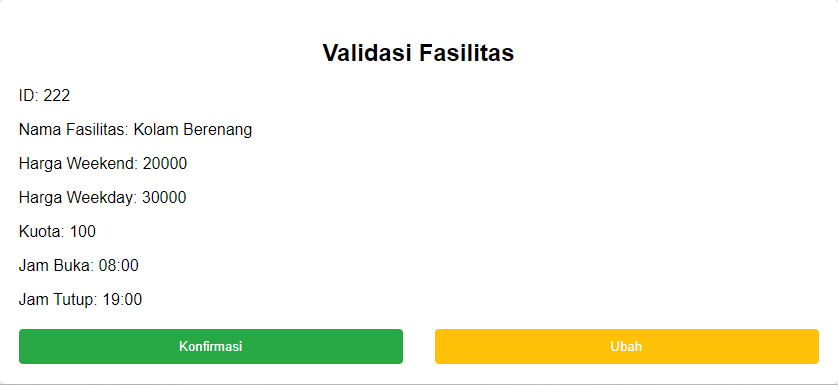 Validasi Fasilitas
ID: 222
Nama Fasilitas: Kolam Berenang
Harga Weekend: 20000
Harga Weekday: 30000
Kuota: 100
Jam Buka: 08:00
Jam Tutup: 19:00
Konfirmasi
Ubah